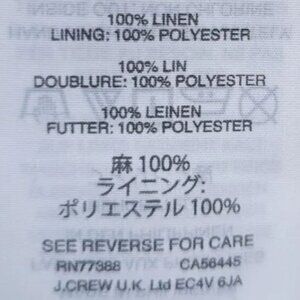 100% LINEN
LINING: 100% POLYESTER
100% LIN
DOUBLURE: 100% POLYESTER
100% LEINEN
FUTTER: 100% POLYESTER
麻 100%
ライニング:
ポリエステル 100%
SEE REVERSE FOR CARE
RN77388 CA56445
J.CREW U.K. Ltd EC4V 6JA